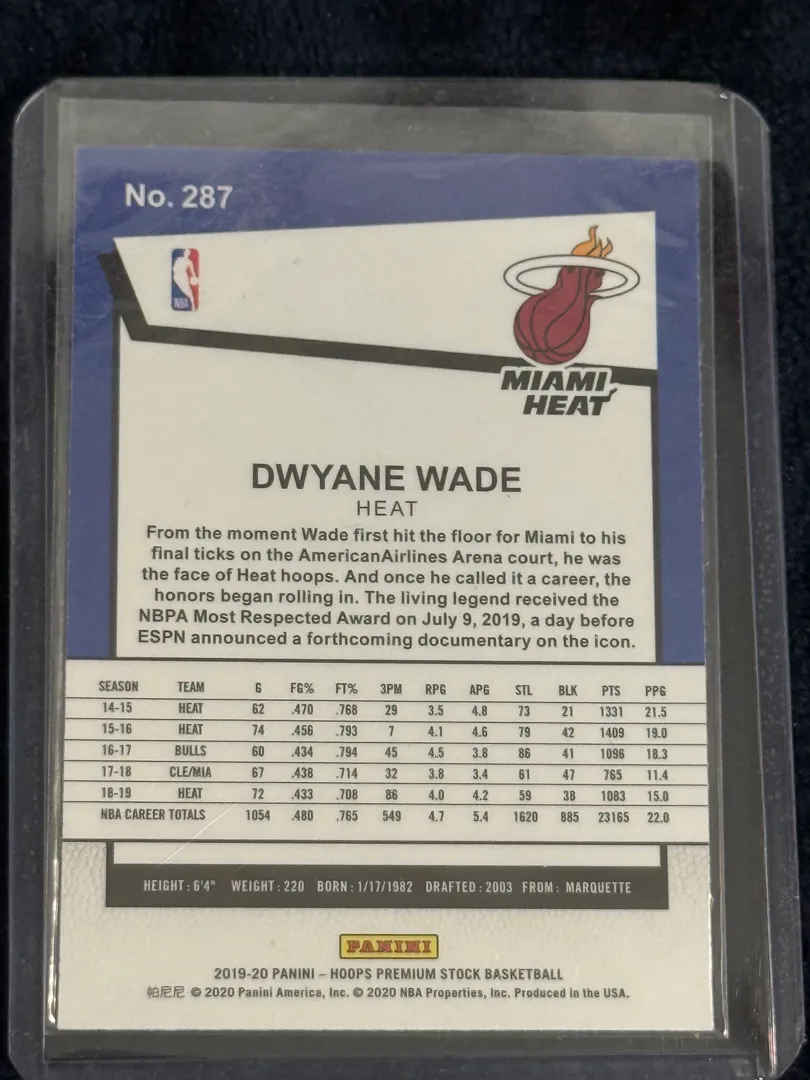 No. 287
NBA
MIAMI
HEAT
DWYANE WADE
HEAT
From the moment Wade first hit the floor for Miami to his
final ticks on the AmericanAirlines Arena court, he was
the face of Heat hoops. And once he called it a career, the
honors began rolling in. The living legend received the
NBPA Most Respected Award on July 9, 2019, a day before
ESPN announced a forthcoming documentary on the icon.
SEASON TEAM G FG% FT% 3PM RPG APG STL BLK PTS PPG
14-15 HEAT 62 .470 .768 29 3.5 4.8 73 21 1331 21.5
15-16 HEAT 74 .456 .793 7 4.1 4.6 79 42 1409 19.0
16-17 BULLS 60 .434 .794 45 4.5 3.8 86 41 1096 18.3
17-18 CLE/MIA 67 .438 .714 32 3.8 3.4 61 47 765 11.4
18-19 HEAT 72 .433 .708 86 4.0 4.2 59 38 1083 15.0
NBA CAREER TOTALS 1054 .480 .765 549 4.7 5.4 1620 885 23165 22.0
HEIGHT: 6'4" WEIGHT: 220 BORN: 1/17/1982 DRAFTED: 2003 FROM: MARQUETTE
PANINI
2019-20 PANINI – HOOPS PREMIUM STOCK BASKETBALL
帕尼尼 © 2020 Panini America, Inc. © 2020 NBA Properties, Inc. Produced in the USA.